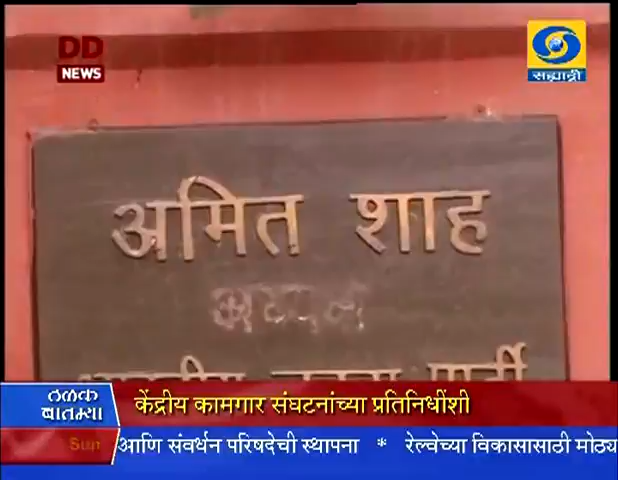 DD
NEWS
सह्याद्री
अमित शाह
ठळक
बातम्या
केंद्रीय कामगार संघटनांच्या प्रतिनिधींशी
Sun
आणि संवर्धन परिषदेची स्थापना * रेल्वेच्या विकासासाठी मोठ्य